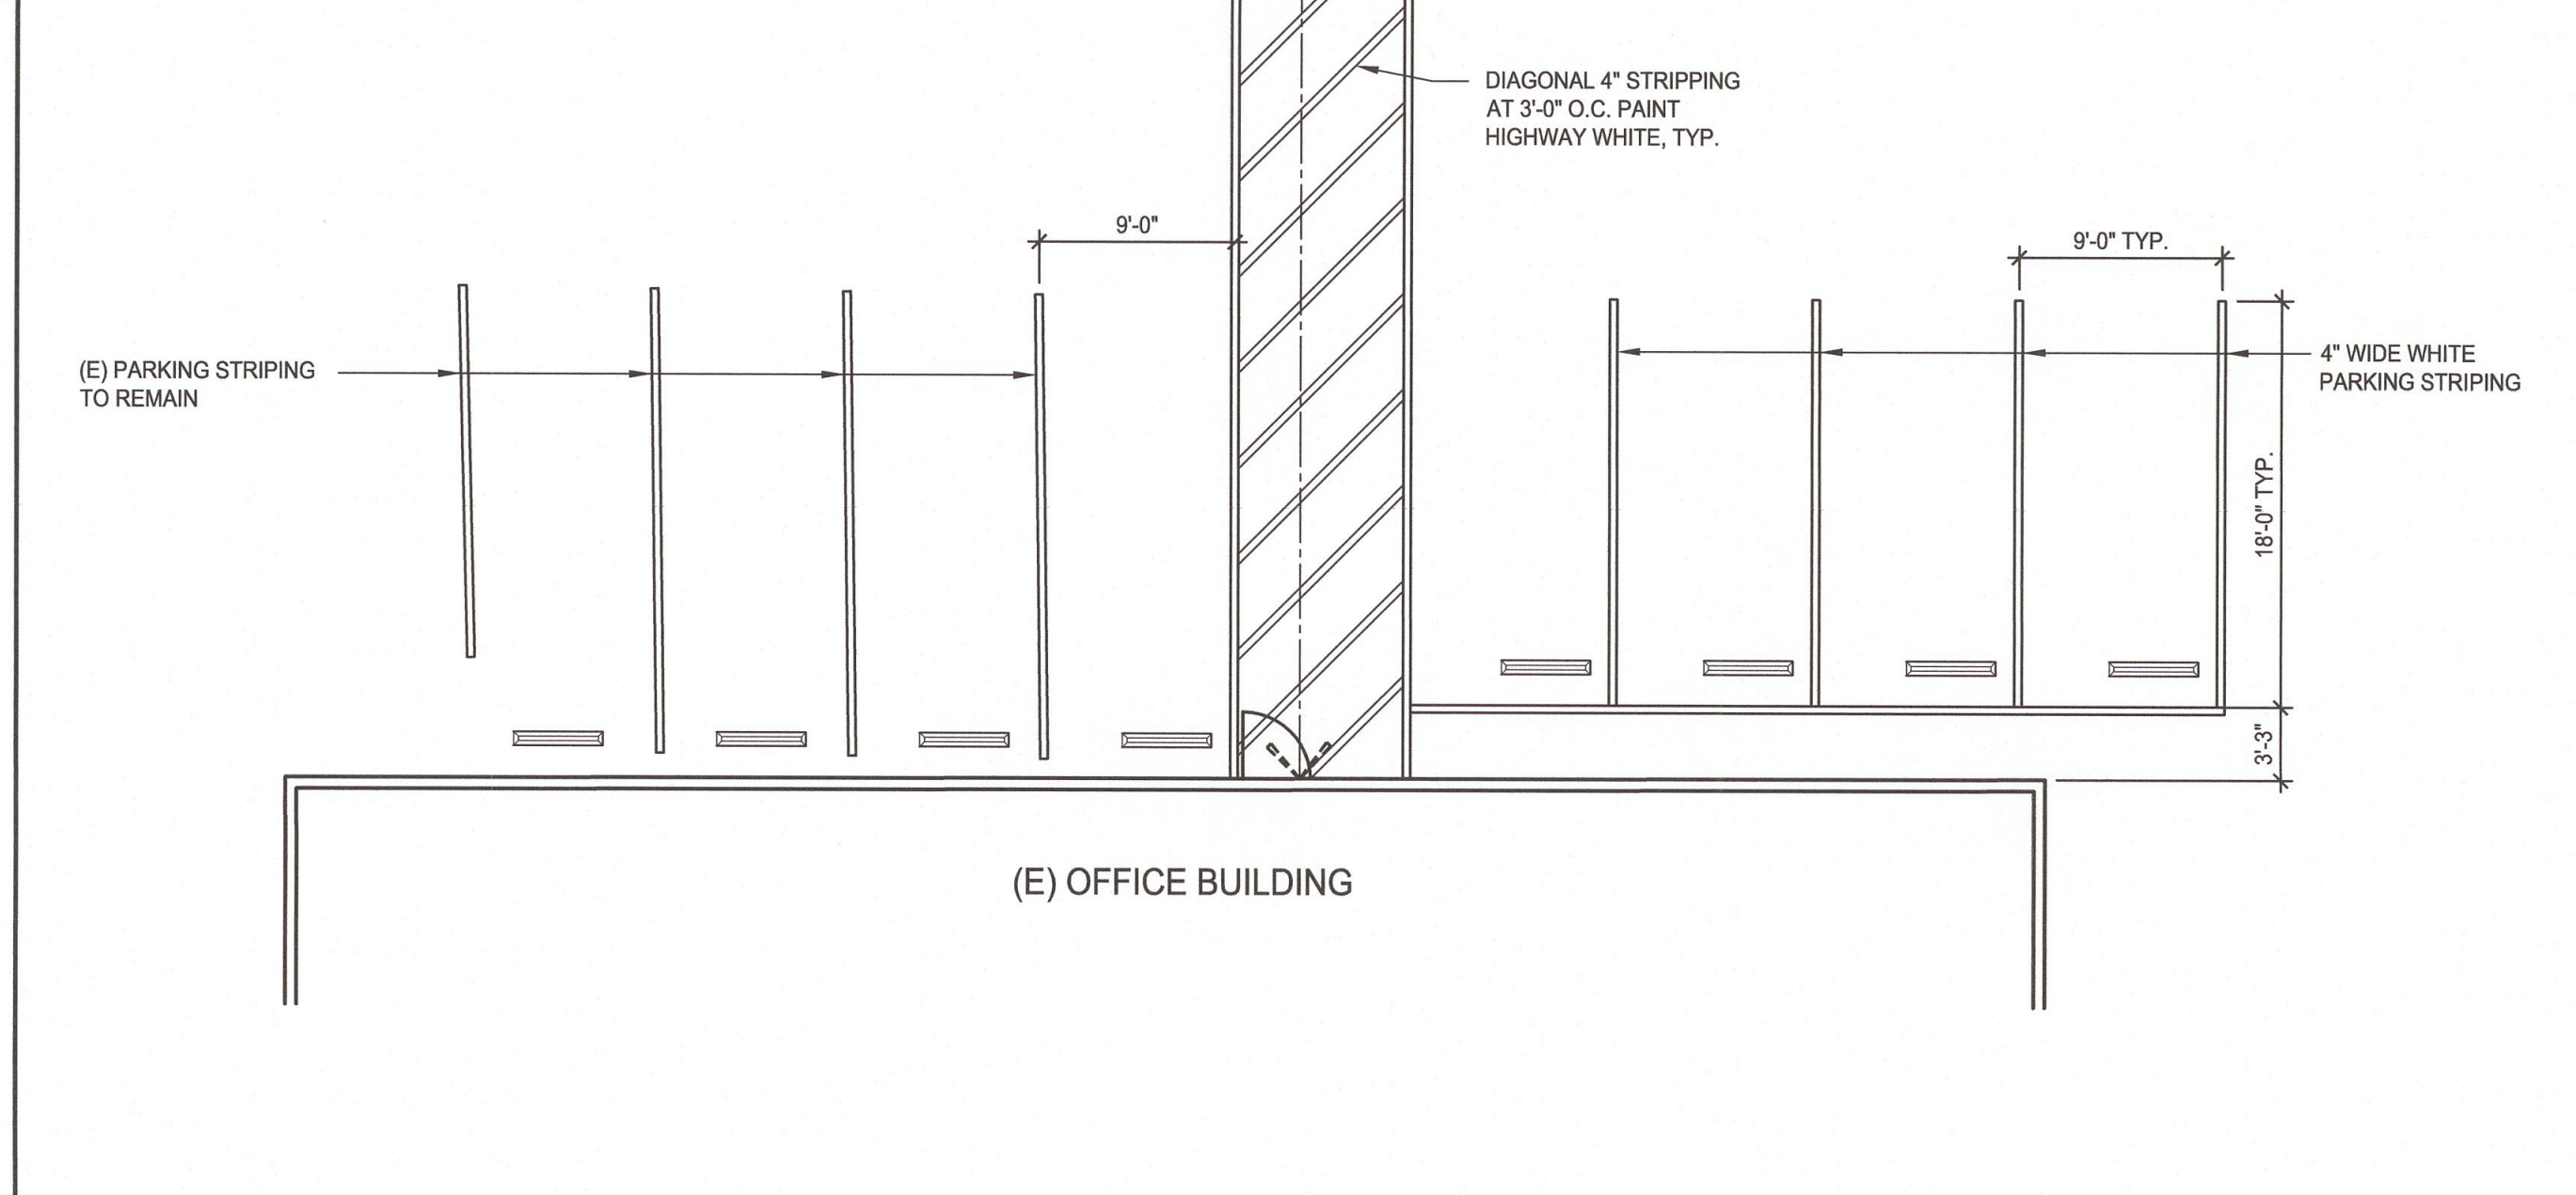 DIAGONAL 4" STRIPPING
AT 3'-0" O.C. PAINT
HIGHWAY WHITE, TYP.
9'-0"
9'-0" TYP.
(E) PARKING STRIPING
TO REMAIN
4" WIDE WHITE
PARKING STRIPING
18'-0" TYP.
3'-3"
(E) OFFICE BUILDING